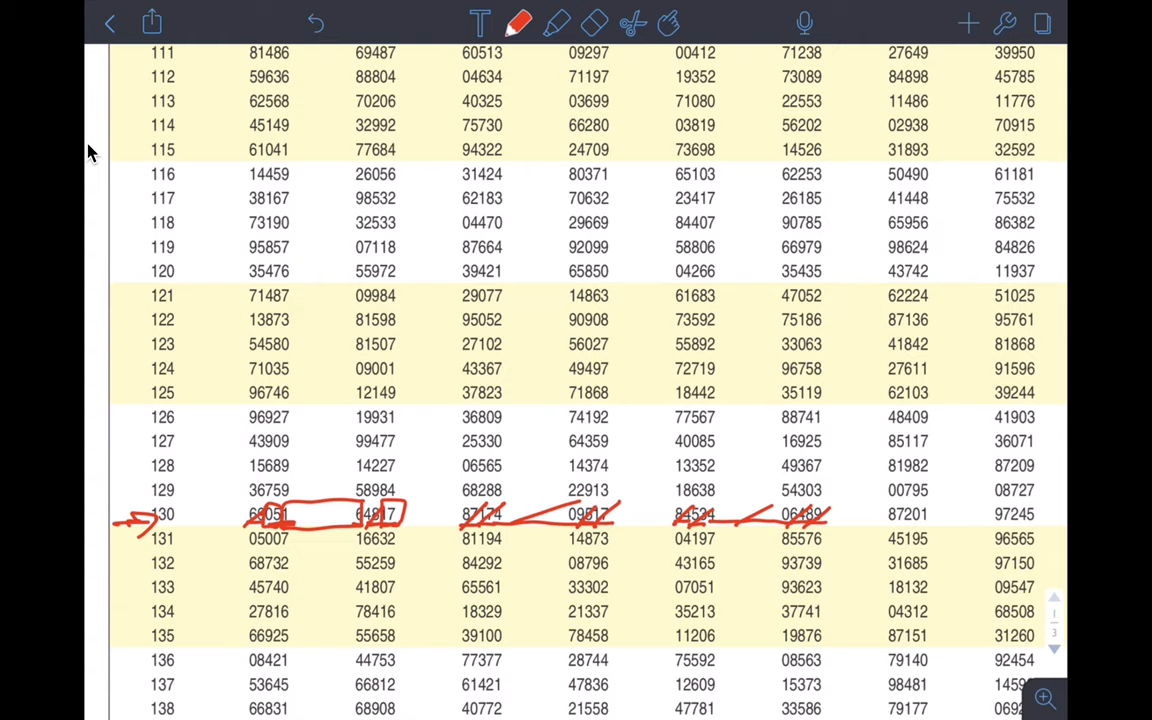 T
111 81486 69487 60513 09297 00412 71238 27649 39950
112 59636 88804 04634 71197 19352 73089 84898 45785
113 62568 70206 40325 03699 71080 22553 11486 11776
114 45149 32992 75730 66280 03819 56202 02938 70915
115 61041 77684 94322 24709 73698 14526 31893 32592
116 14459 26056 31424 80371 65103 62253 50490 61181
117 38167 98532 62183 70632 23417 26185 41448 75532
118 73190 32533 04470 29669 84407 90785 65956 86382
119 95857 07118 87664 92099 58806 66979 98624 84826
120 35476 55972 39421 65850 04266 35435 43742 11937
121 71487 09984 29077 14863 61683 47052 62224 51025
122 13873 81598 95052 90908 73592 75186 87136 95761
123 54580 81507 27102 56027 55892 33063 41842 81868
124 71035 09001 43367 49497 72719 96758 27611 91596
125 96746 12149 37823 71868 18442 35119 62103 39244
126 96927 19931 36809 74192 77567 88741 48409 41903
127 43909 99477 25330 64359 40085 16925 85117 36071
128 15689 14227 06565 14374 13352 49367 81982 87209
129 36759 58984 68288 22913 18638 54303 00795 08727
130 87174 84534 06489 87201 97245
131 05007 16632 81194 14873 04197 85576 45195 96565
132 68732 55259 84292 08796 43165 93739 31685 97150
133 45740 41807 65561 33302 07051 93623 18132 09547
134 27816 78416 18329 21337 35213 37741 04312 68508
135 66925 55658 39100 78458 11206 19876 87151 31260
136 08421 44753 77377 28744 75592 08563 79140 92454
137 53645 66812 61421 47836 12609 15373 98481
138 66831 68908 40772 21558 47781 33586 79177
1
3